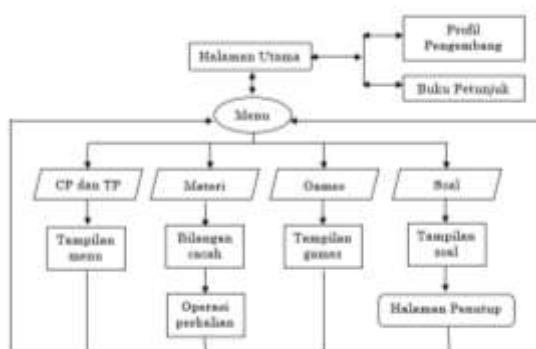 Profil
Pengembang
Halaman Utama
Buku Petunjuk
Menu
CP dan TP
Materi
Games
Soal
Tampilan
menu
Bilangan
cacah
Tampilan
games
Tampilan
soal
Operasi
perkalian
Halaman Penutup